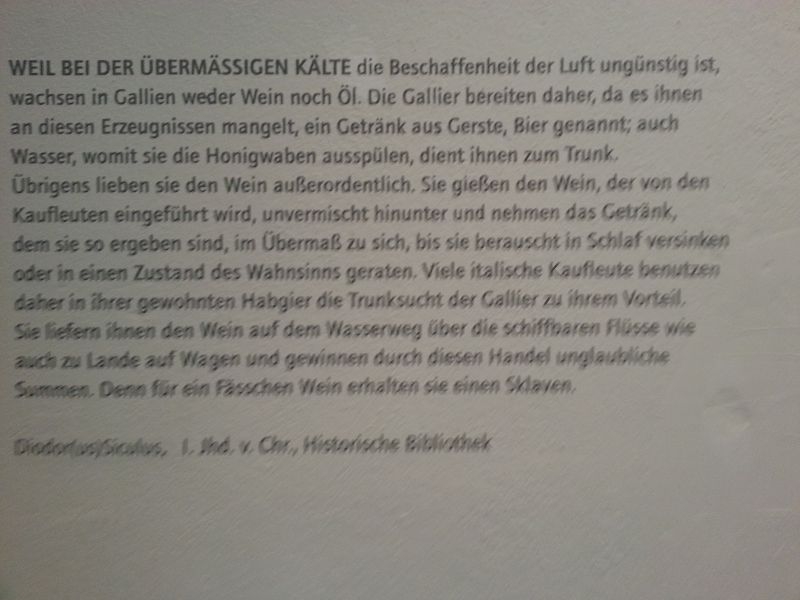 WEIL BEI DER ÜBERMÄSSIGEN KÄLTE die Beschaffenheit der Luft ungünstig ist,
wachsen in Gallien weder Wein noch Öl. Die Gallier bereiten daher, da es ihnen
an diesen Erzeugnissen mangelt, ein Getränk aus Gerste, Bier genannt; auch
Wasser, womit sie die Honigwaben ausspülen, dient ihnen zum Trunk.
Übrigens lieben sie den Wein außerordentlich. Sie gießen den Wein, der von den
Kaufleuten eingeführt wird, unvermischt hinunter und nehmen das Getränk,
dem sie so ergeben sind, im Übermaß zu sich, bis sie berauscht in Schlaf versinken
oder in einen Zustand des Wahnsinns geraten. Viele italische Kaufleute benutzen
daher in ihrer gewohnten Habgier die Trunksucht der Gallier zu ihrem Vorteil.
Sie liefern ihnen den Wein auf dem Wasserweg über die schiffbaren Flüsse wie
auch zu Lande auf Wagen und gewinnen durch diesen Handel unglaubliche
Summen. Denn für ein Fässchen Wein erhalten sie einen Sklaven.
Diodor(us)Siculus, 1. Jhd. v. Chr., Historische Bibliothek